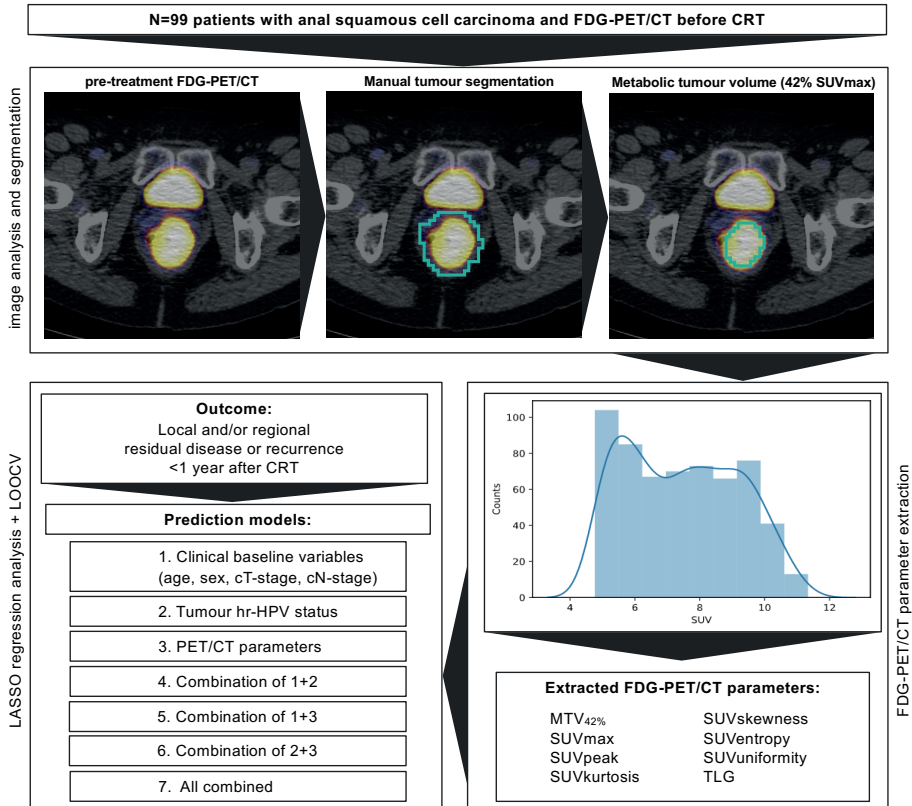 N=99 patients with anal squamous cell carcinoma and FDG-PET/CT before CRT
image analysis and segmentation
pre-treatment FDG-PET/CT
Manual tumour segmentation
Metabolic tumour volume (42% SUVmax)
LASSO regression analysis + LOOCV
Outcome:
Local and/or regional
residual disease or recurrence
<1 year after CRT
Prediction models:
1. Clinical baseline variables
(age, sex, cT-stage, cN-stage)
2. Tumour hr-HPV status
3. PET/CT parameters
4. Combination of 1+2
5. Combination of 1+3
6. Combination of 2+3
7. All combined
FDG-PET/CT parameter extraction
Counts
100
80
60
40
20
0
4 6 8 10 12
SUV
Extracted FDG-PET/CT parameters:
MTV42% SUVskewness
SUVmax SUVentropy
SUVpeak SUVuniformity
SUVkurtosis TLG